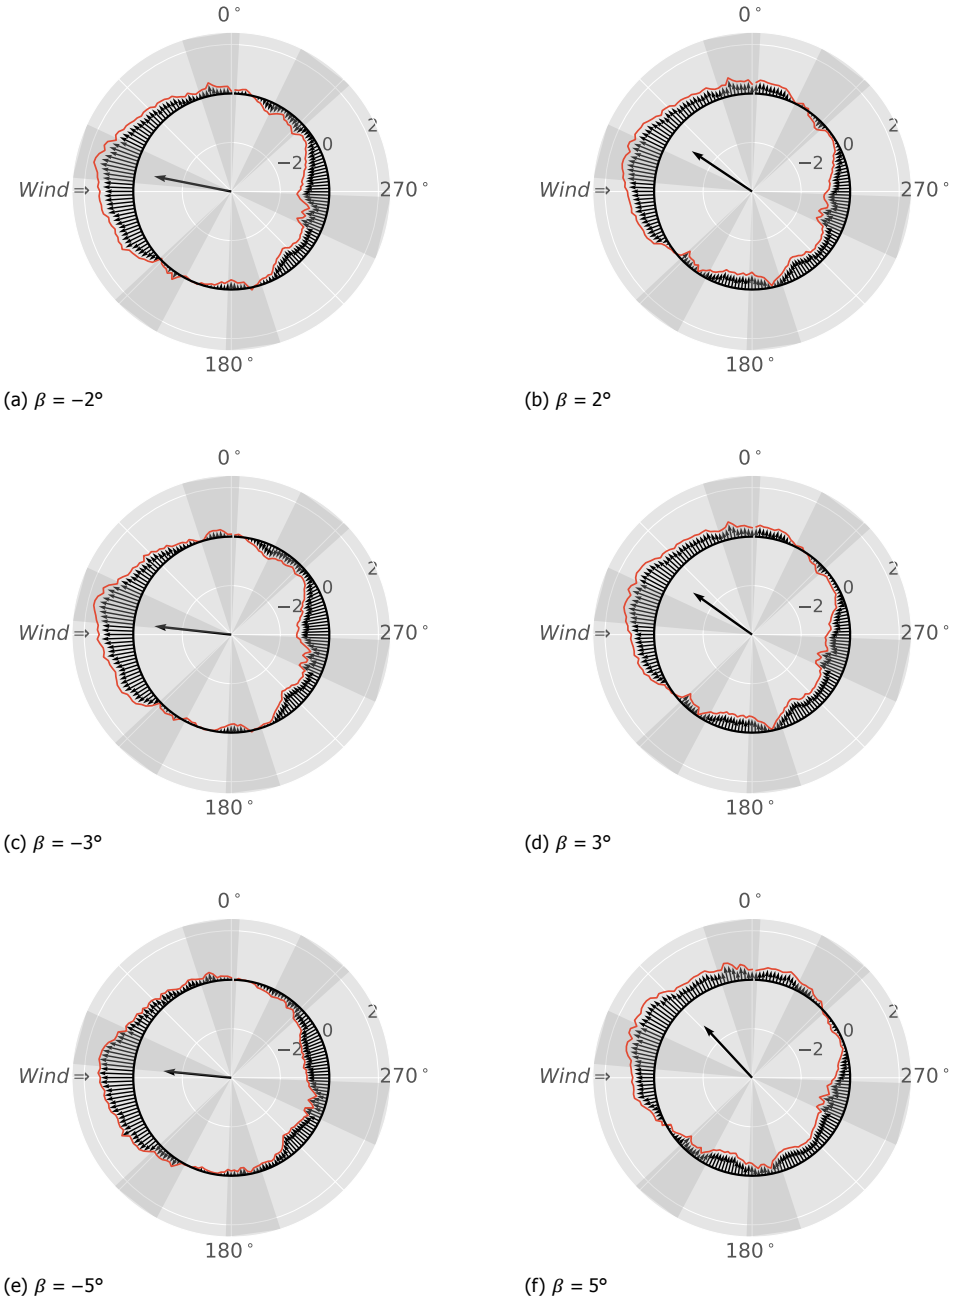 0° 0°
2 2
0 0
−2 −2
Wind⇒ 270° Wind⇒ 270°
180° 180°
(a) β = −2° (b) β = 2°
0° 0°
2 2
0 0
−2 −2
Wind⇒ 270° Wind⇒ 270°
180° 180°
(c) β = −3° (d) β = 3°
0° 0°
2 2
0 0
−2 −2
Wind⇒ 270° Wind⇒ 270°
180° 180°
(e) β = −5° (f) β = 5°